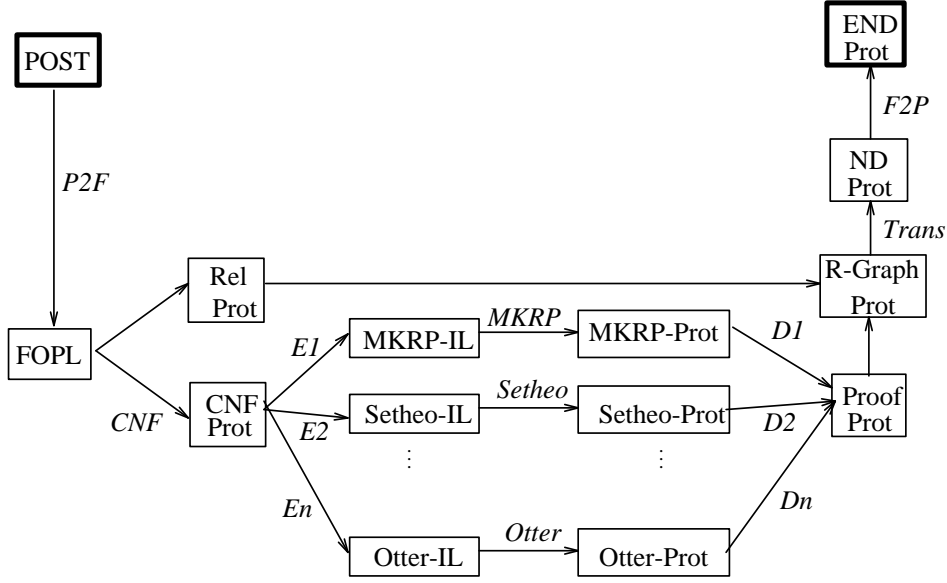 POST
END
Prot
F2P
P2F
ND
Prot
Trans
Rel
Prot
R-Graph
Prot
FOPL
CNF
CNF
Prot
E1
MKRP-IL
MKRP
MKRP-Prot
D1
E2
Setheo-IL
Setheo
Setheo-Prot
D2
Proof
Prot
⋮
⋮
En
Otter-IL
Otter
Otter-Prot
Dn